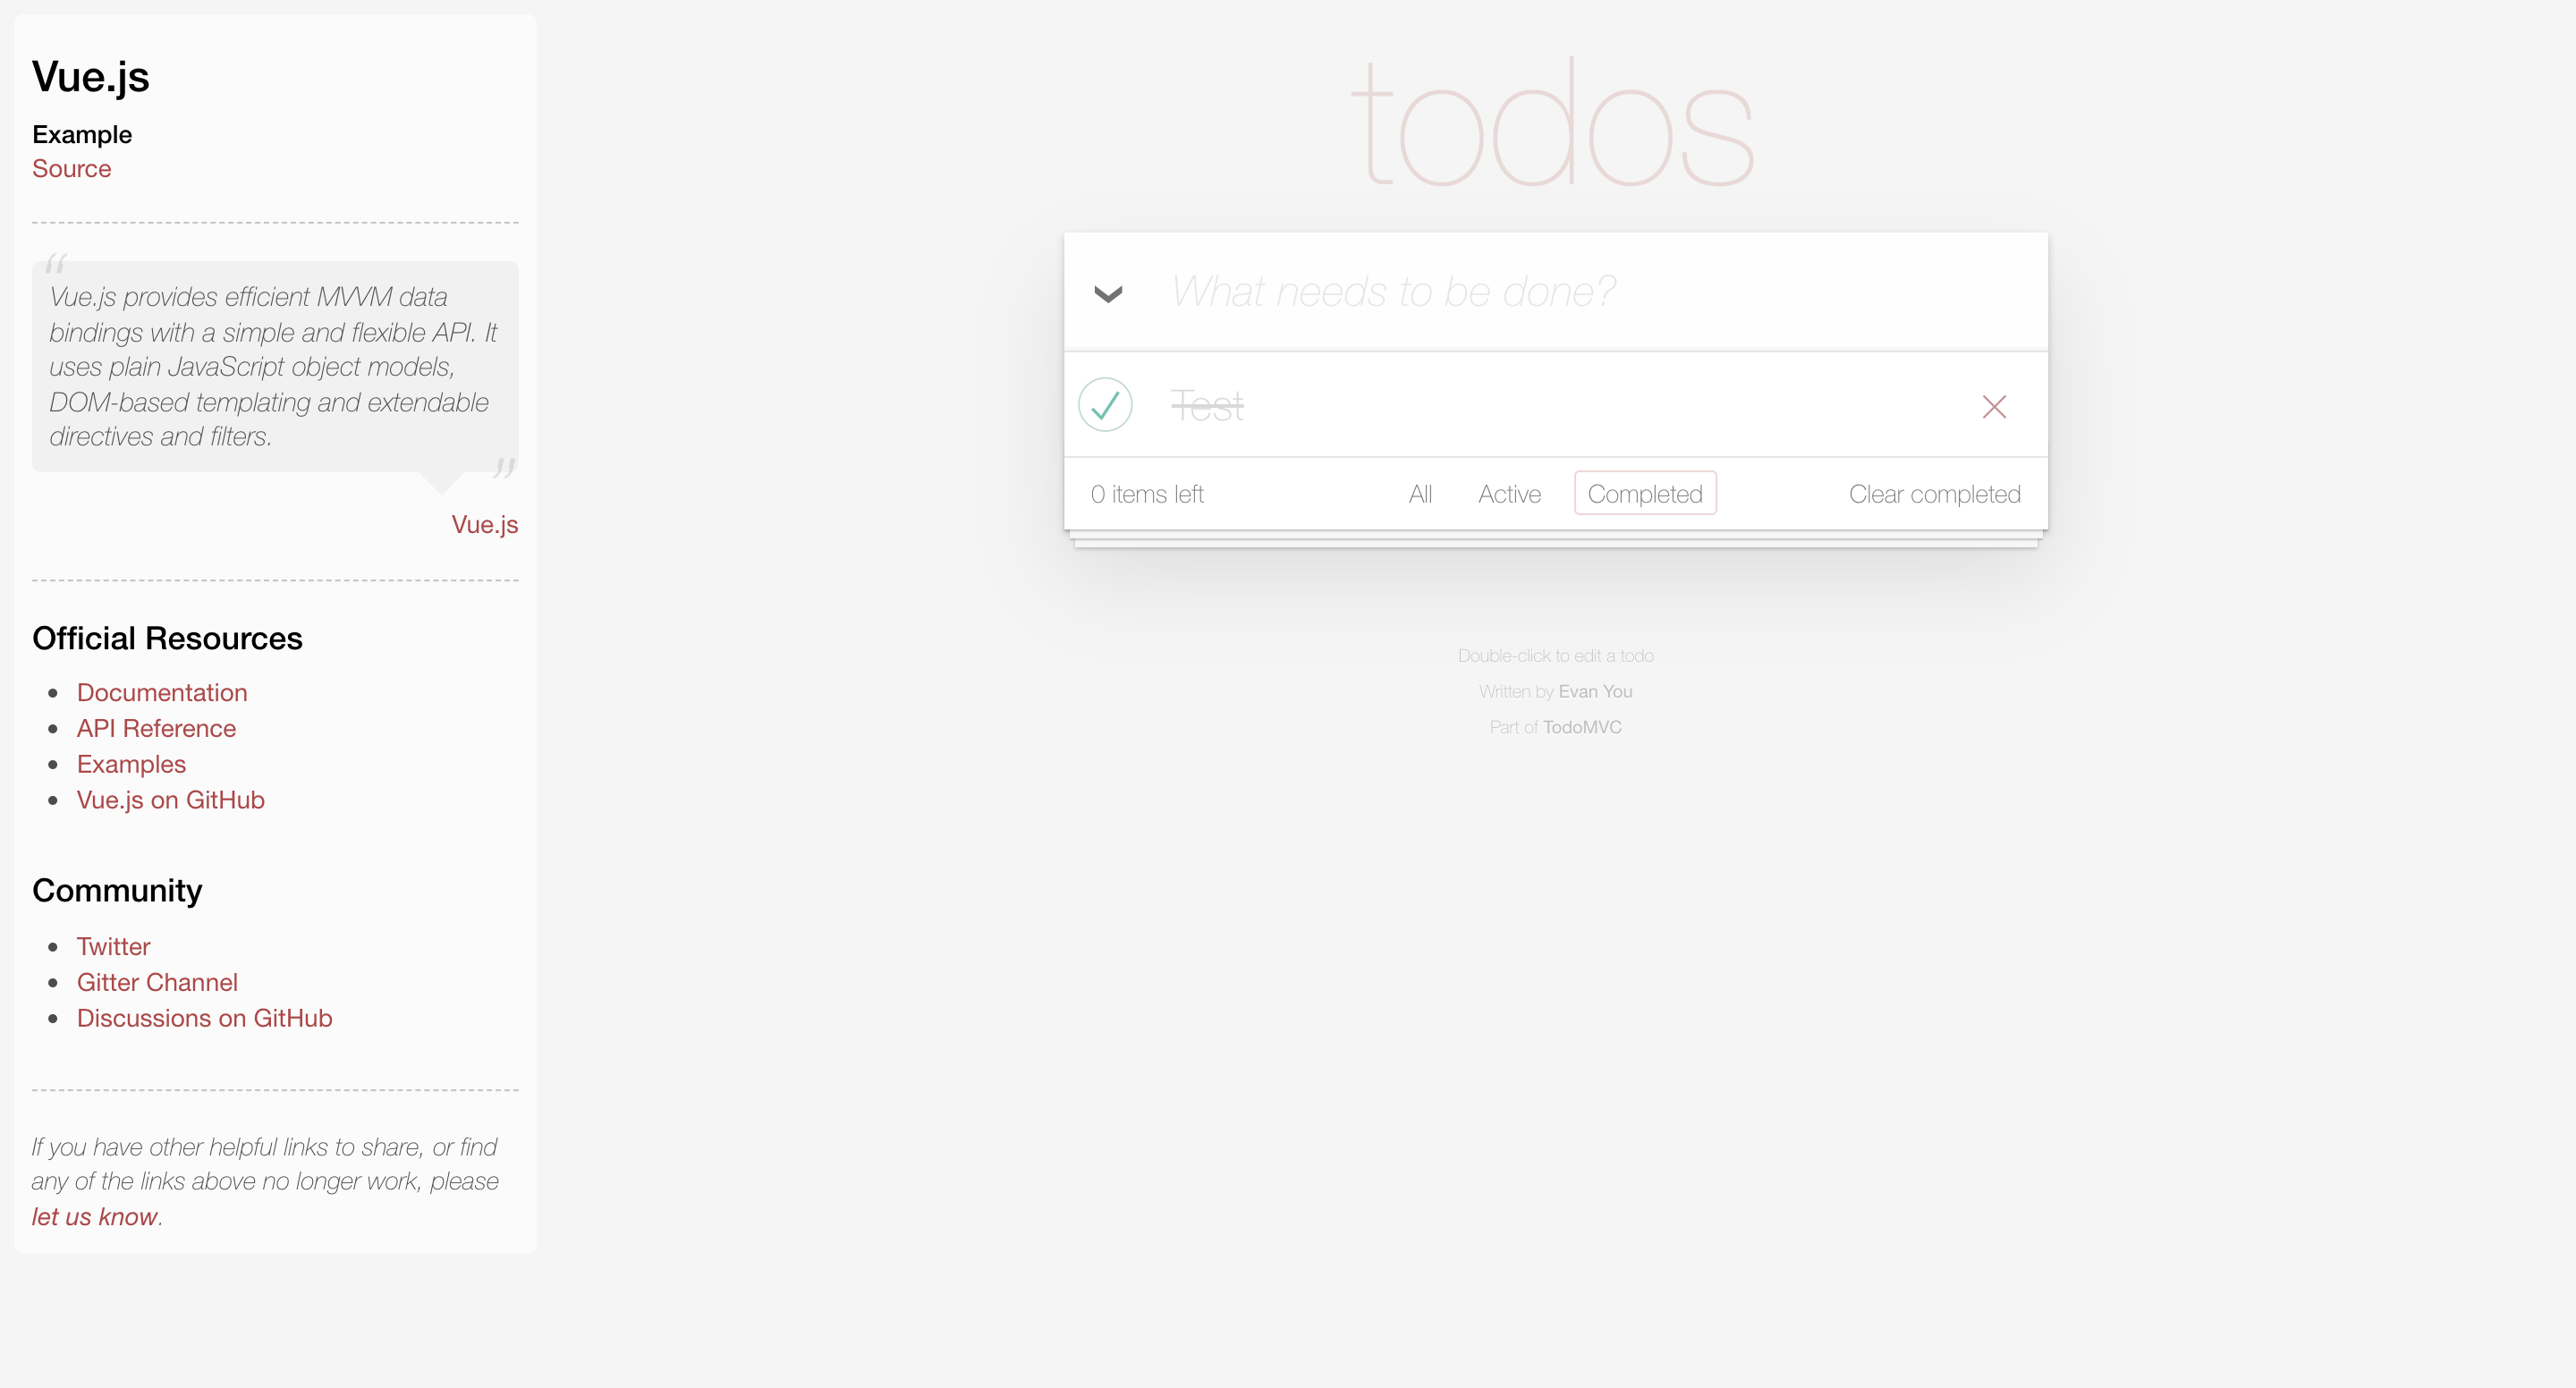 Vue.js
Example
Source
“
Vue.js provides efficient MVVM data
bindings with a simple and flexible API. It
uses plain JavaScript object models,
DOM-based templating and extendable
directives and filters.
”
Vue.js
Official Resources
• Documentation
• API Reference
• Examples
• Vue.js on GitHub
Community
• Twitter
• Gitter Channel
• Discussions on GitHub
If you have other helpful links to share, or find
any of the links above no longer work, please
let us know.
todos
What needs to be done?
Test
0 items left All Active Completed Clear completed
Double-click to edit a todo
Written by Evan You
Part of TodoMVC